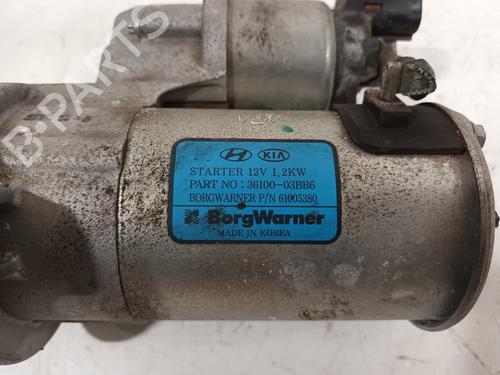 B-PARTS
HYUNDAI KIA
STARTER 12V 1,2KW
PART NO : 36100-03BB6
BORGWARNER P/N 61005380
BorgWarner
MADE IN KOREA